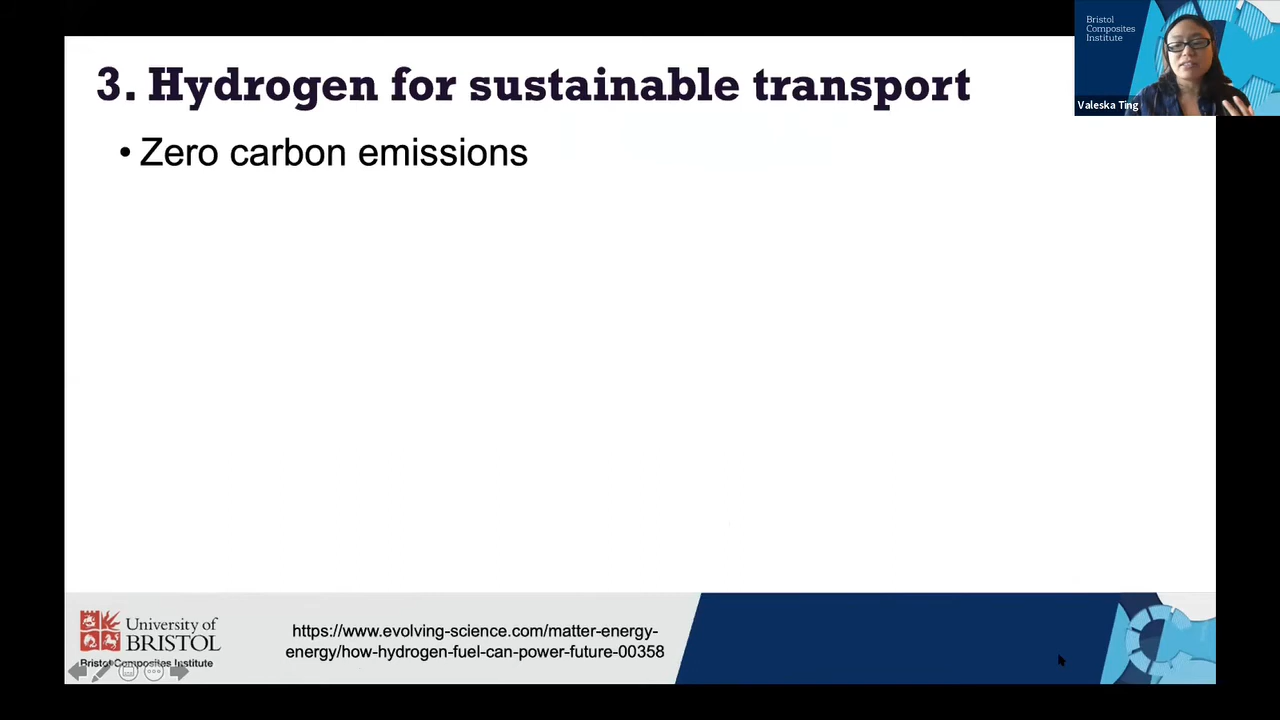 3. Hydrogen for sustainable transport
• Zero carbon emissions
Bristol
Composites
Institute
Valeska Ting
University of
BRISTOL
Bristol Composites Institute
https://www.evolving-science.com/matter-energy-
energy/how-hydrogen-fuel-can-power-future-00358